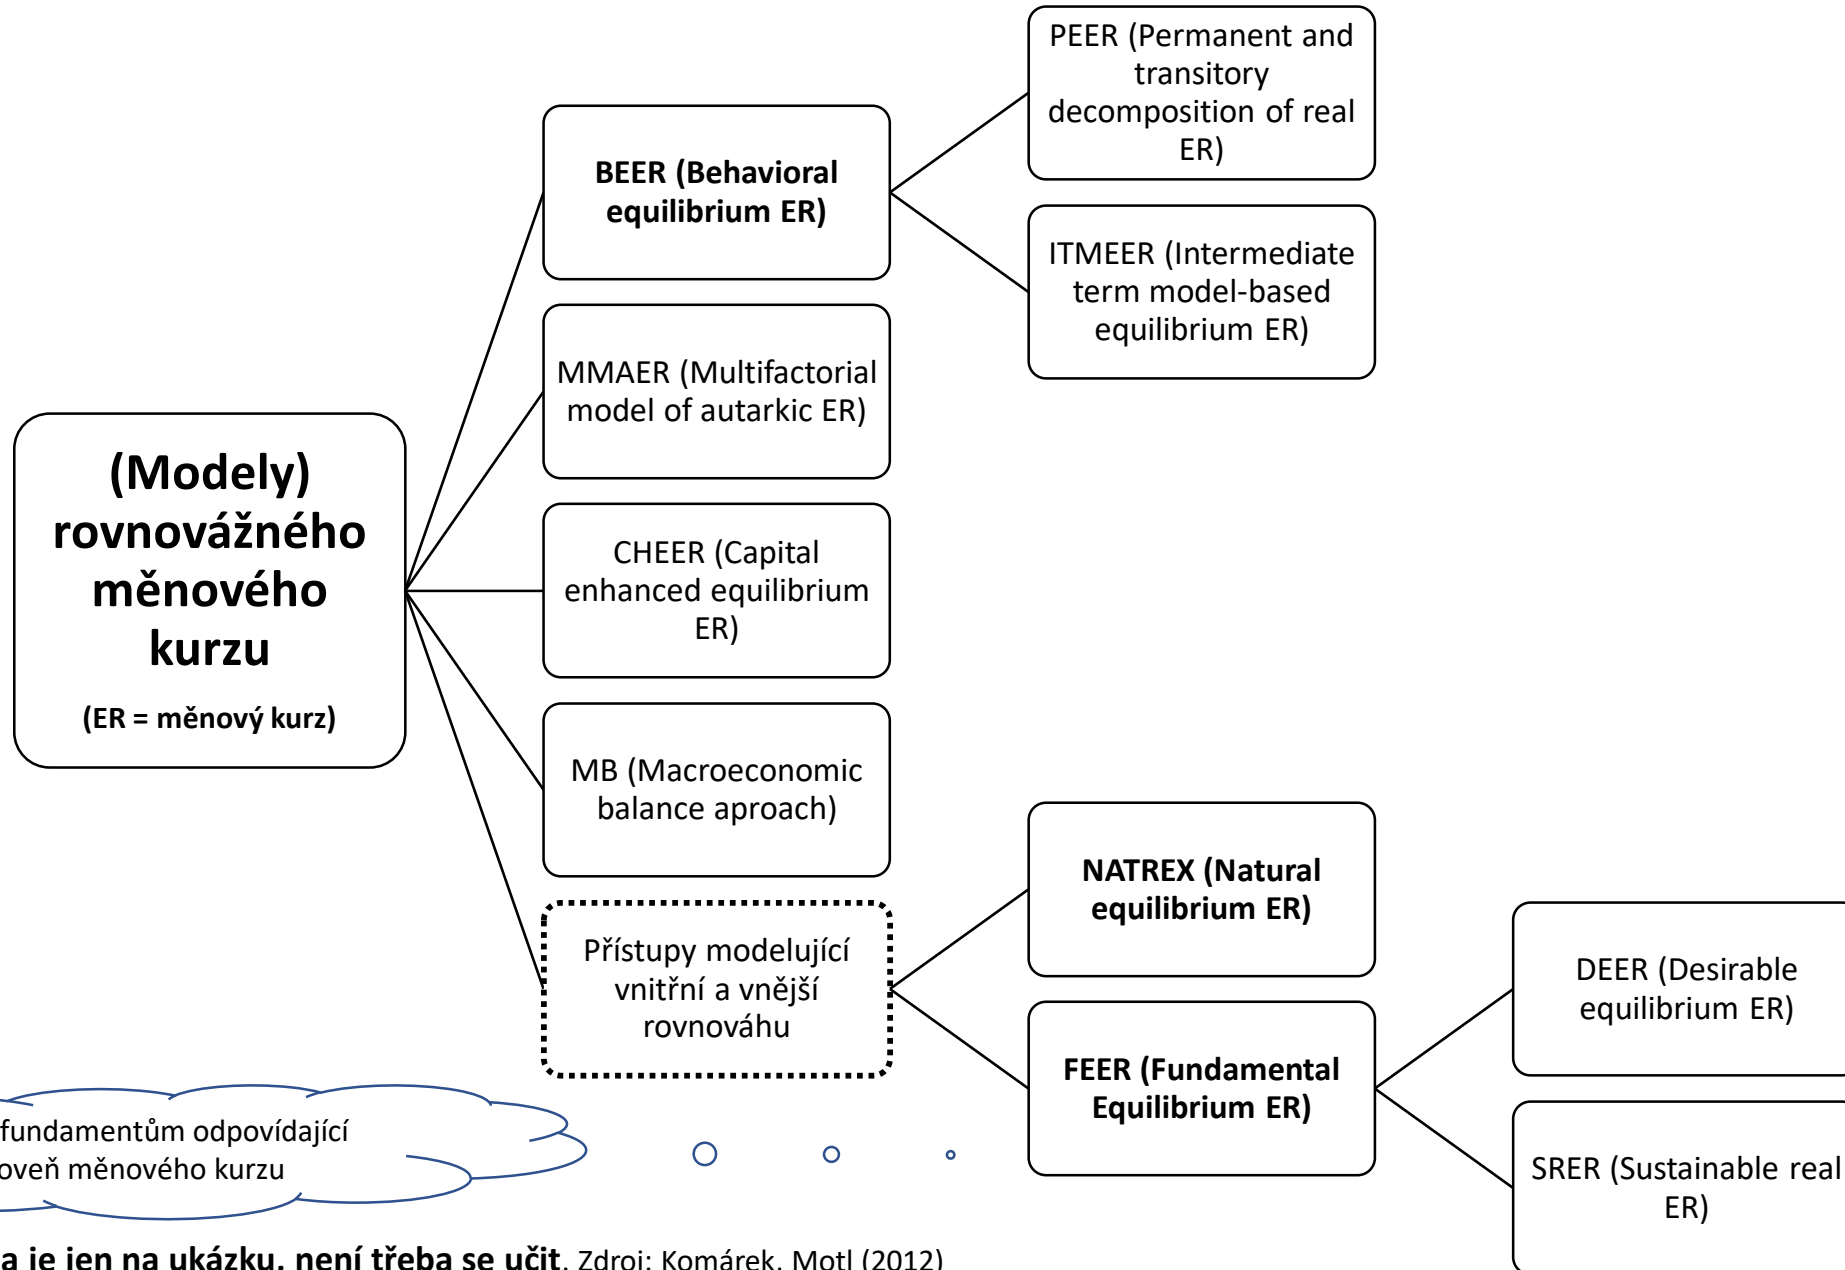 (Modely)
rovnovážného
měnového
kurzu
(ER = měnový kurz)
BEER (Behavioral
equilibrium ER)
PEER (Permanent and
transitory
decomposition of real
ER)
ITMEER (Intermediate
term model-based
equilibrium ER)
MMAER (Multifactorial
model of autarkic ER)
CHEER (Capital
enhanced equilibrium
ER)
MB (Macroeconomic
balance aproach)
Přístupy modelující
vnitřní a vnější
rovnováhu
NATREX (Natural
equilibrium ER)
FEER (Fundamental
Equilibrium ER)
DEER (Desirable
equilibrium ER)
SRER (Sustainable real
ER)
fundamentům odpovídající
měnového kurzu
je jen na ukázku, není třeba se učit. Zdroj: Komárek, Motl (2012)